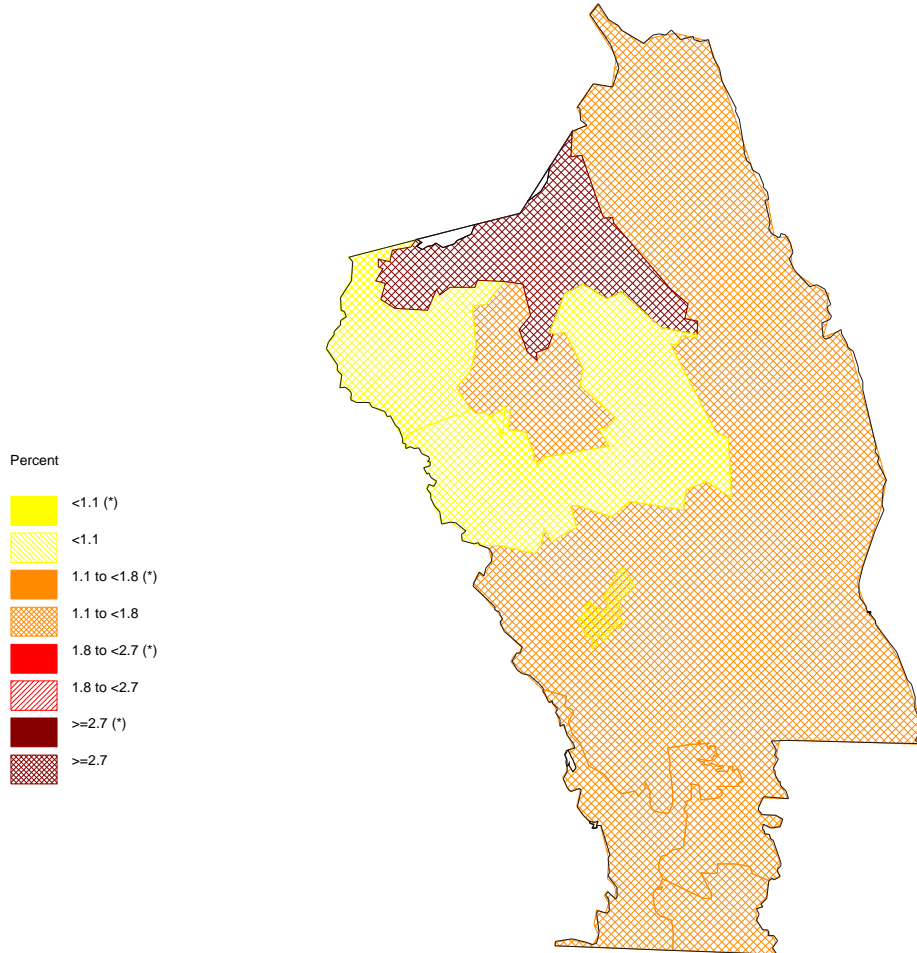 Percent
<1.1 (*)
<1.1
1.1 to <1.8 (*)
1.1 to <1.8
1.8 to <2.7 (*)
1.8 to <2.7
>=2.7 (*)
>=2.7